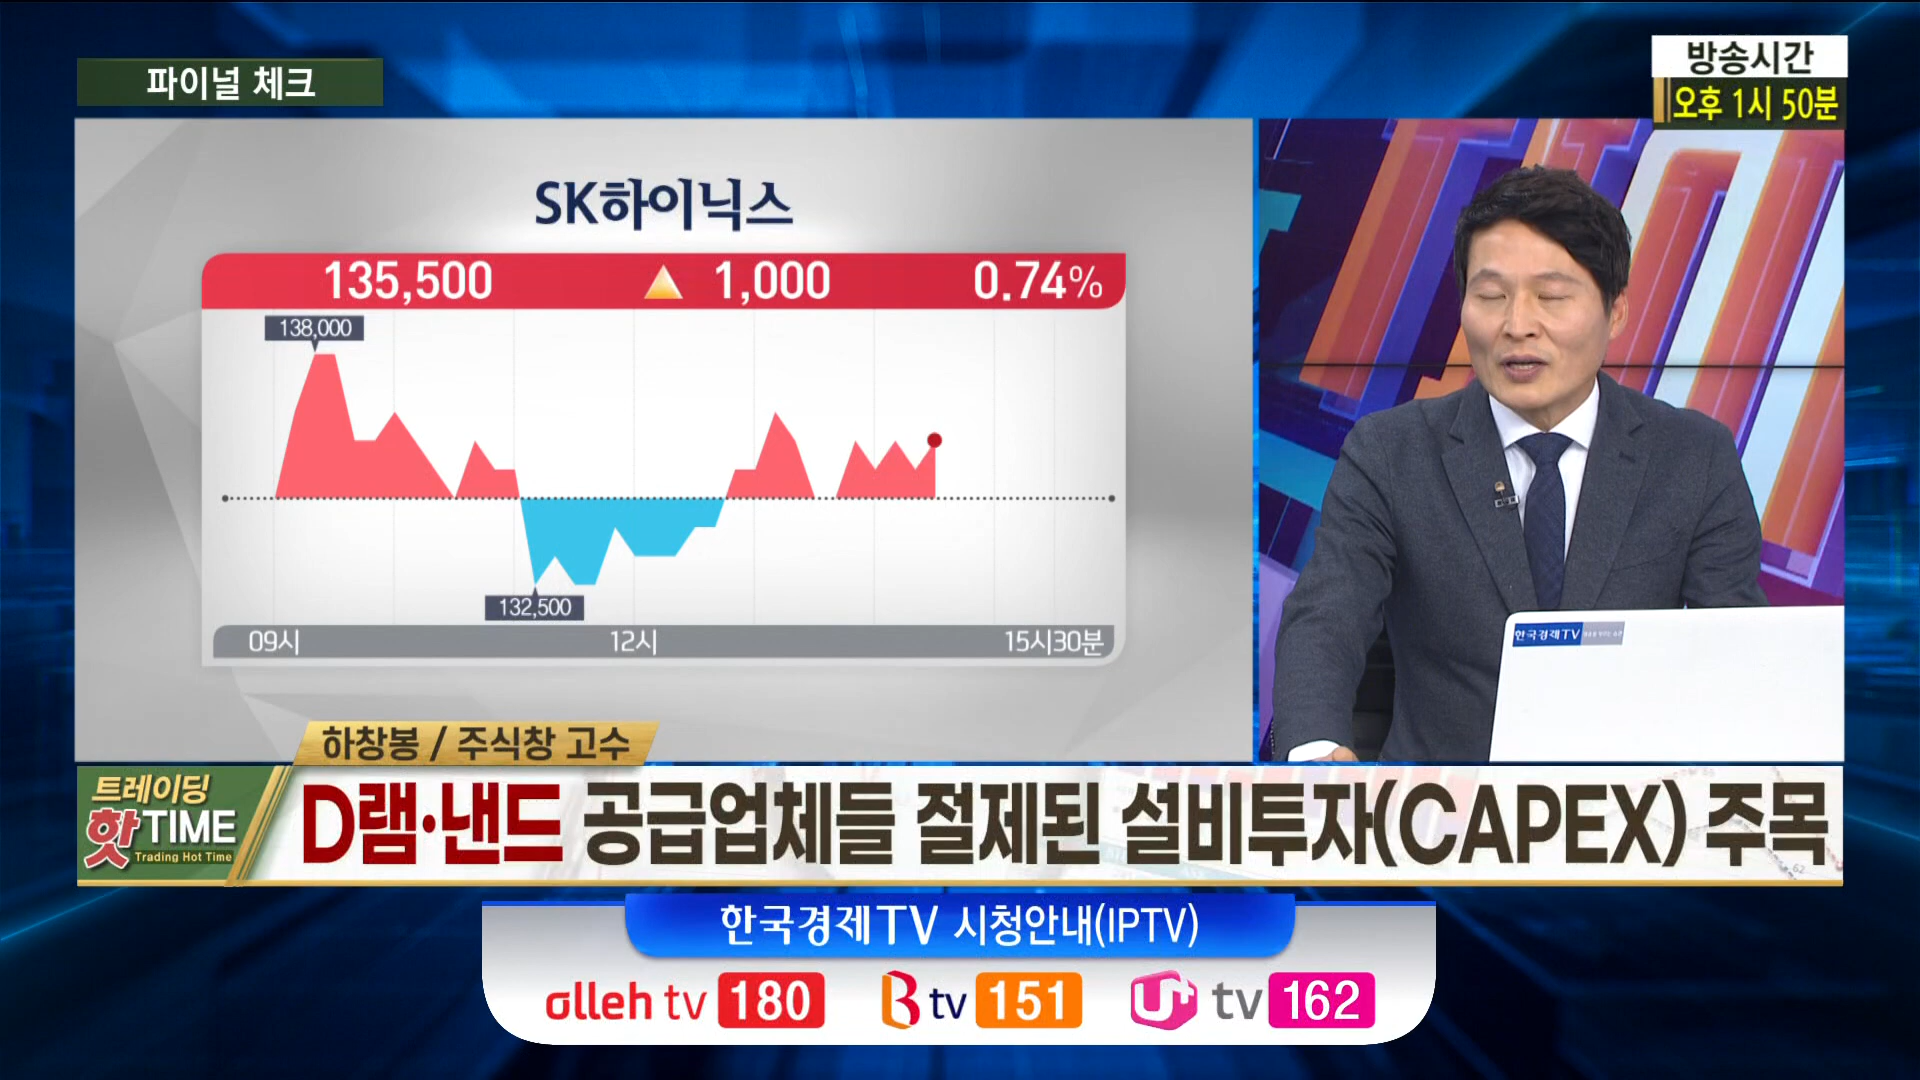 파이널 체크
방송시간
오후 1시 50분
SK하이닉스
135,500 ▲ 1,000 0.74%
138,000
132,500
09시 12시 15시30분
한국경제TV
하창봉 / 주식창 고수
트레이딩
핫TIME
Trading Hot Time
D램·낸드 공급업체들 절제된 설비투자(CAPEX) 주목
한국경제TV 시청안내(IPTV)
olleh tv 180 B tv 151 U+ tv 162